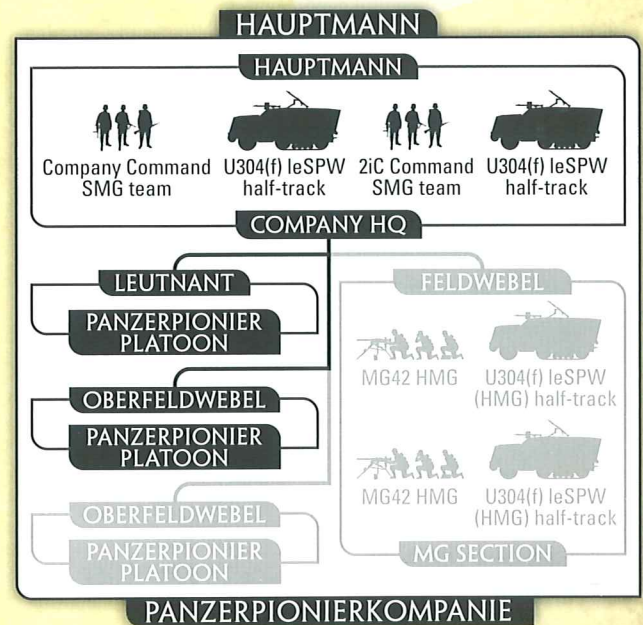 HAUPTMANN
HAUPTMANN
Company Command
SMG team
U304(f) leSPW
half-track
2iC Command
SMG team
U304(f) leSPW
half-track
COMPANY HQ
LEUTNANT
PANZERPIONIER
PLATOON
OBERFELDWEBEL
PANZERPIONIER
PLATOON
OBERFELDWEBEL
PANZERPIONIER
PLATOON
FELDWEBEL
MG42 HMG
U304(f) leSPW
(HMG) half-track
MG42 HMG
U304(f) leSPW
(HMG) half-track
MG SECTION
PANZERPIONIERKOMPANIE